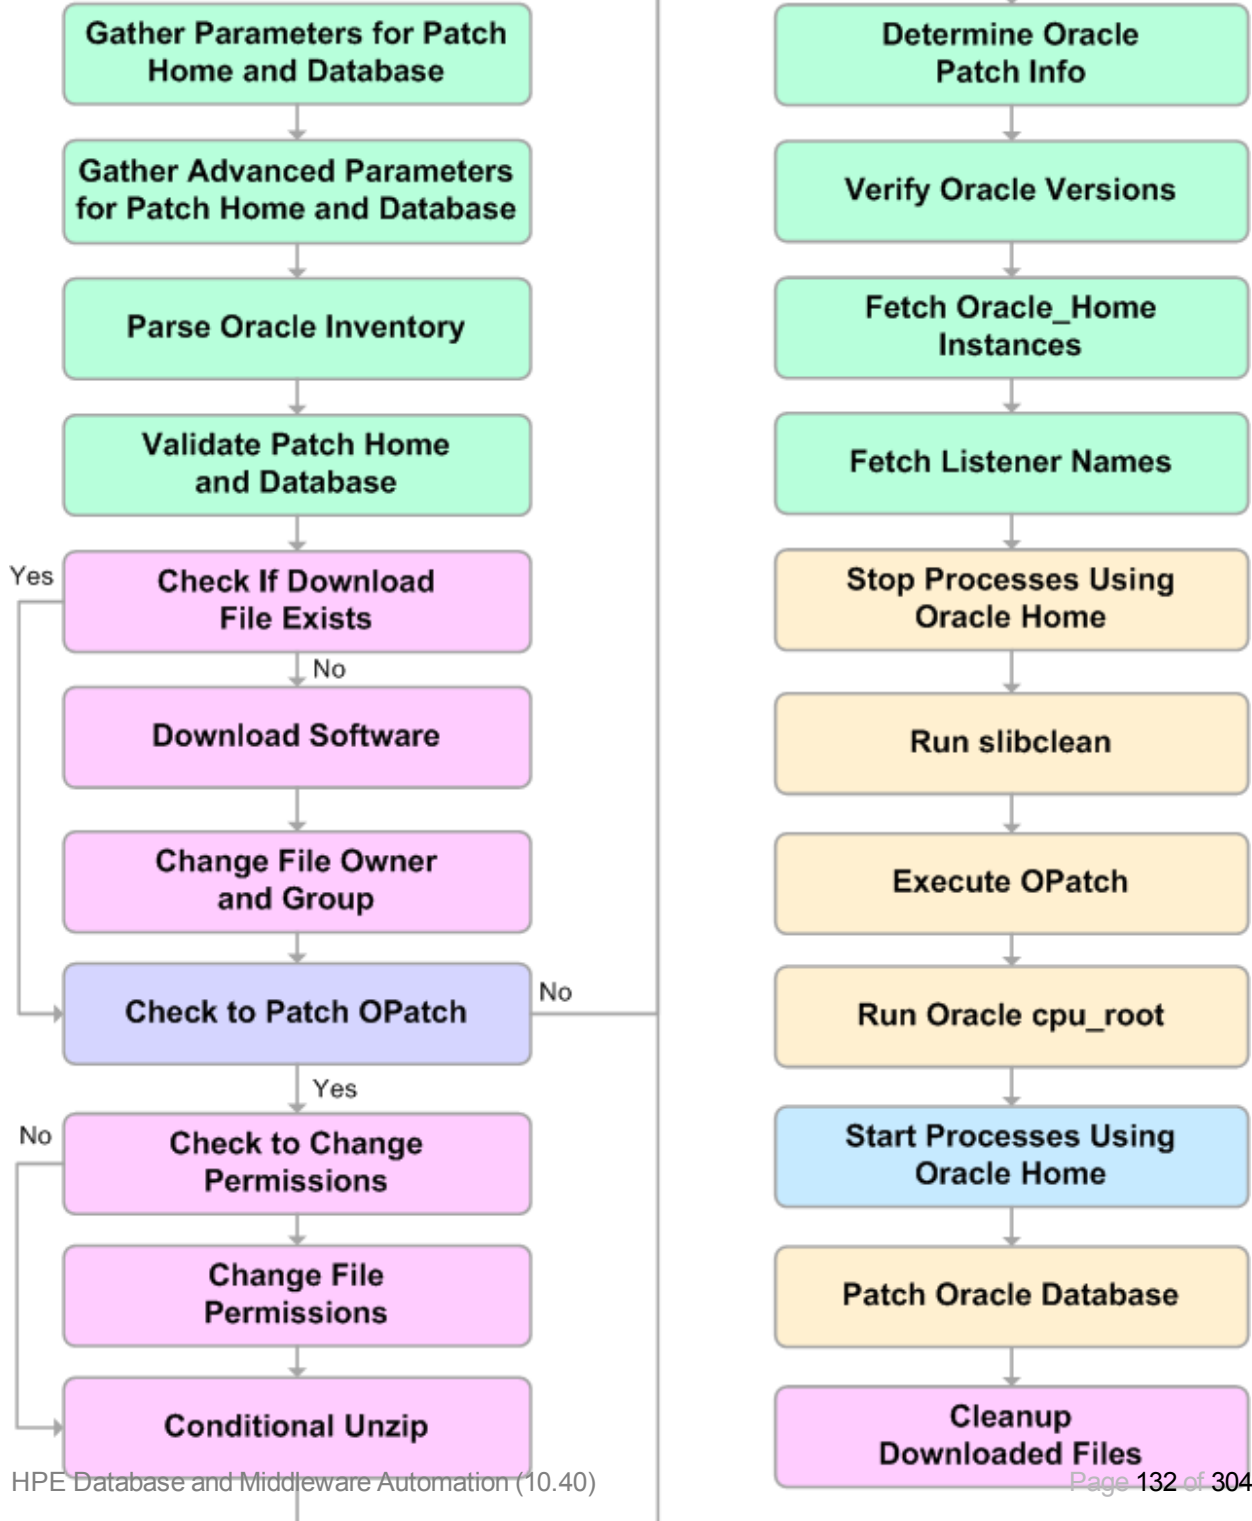 Gather Parameters for Patch
Home and Database
Gather Advanced Parameters
for Patch Home and Database
Parse Oracle Inventory
Validate Patch Home
and Database
Yes
Check If Download
File Exists
No
Download Software
Change File Owner
and Group
Check to Patch OPatch
No
Yes
No
Check to Change
Permissions
Change File
Permissions
Conditional Unzip
Determine Oracle
Patch Info
Verify Oracle Versions
Fetch Oracle_Home
Instances
Fetch Listener Names
Stop Processes Using
Oracle Home
Run slibclean
Execute OPatch
Run Oracle cpu_root
Start Processes Using
Oracle Home
Patch Oracle Database
Cleanup
Downloaded Files
HPE Database and Middleware Automation (10.40)
Page 132 of 304